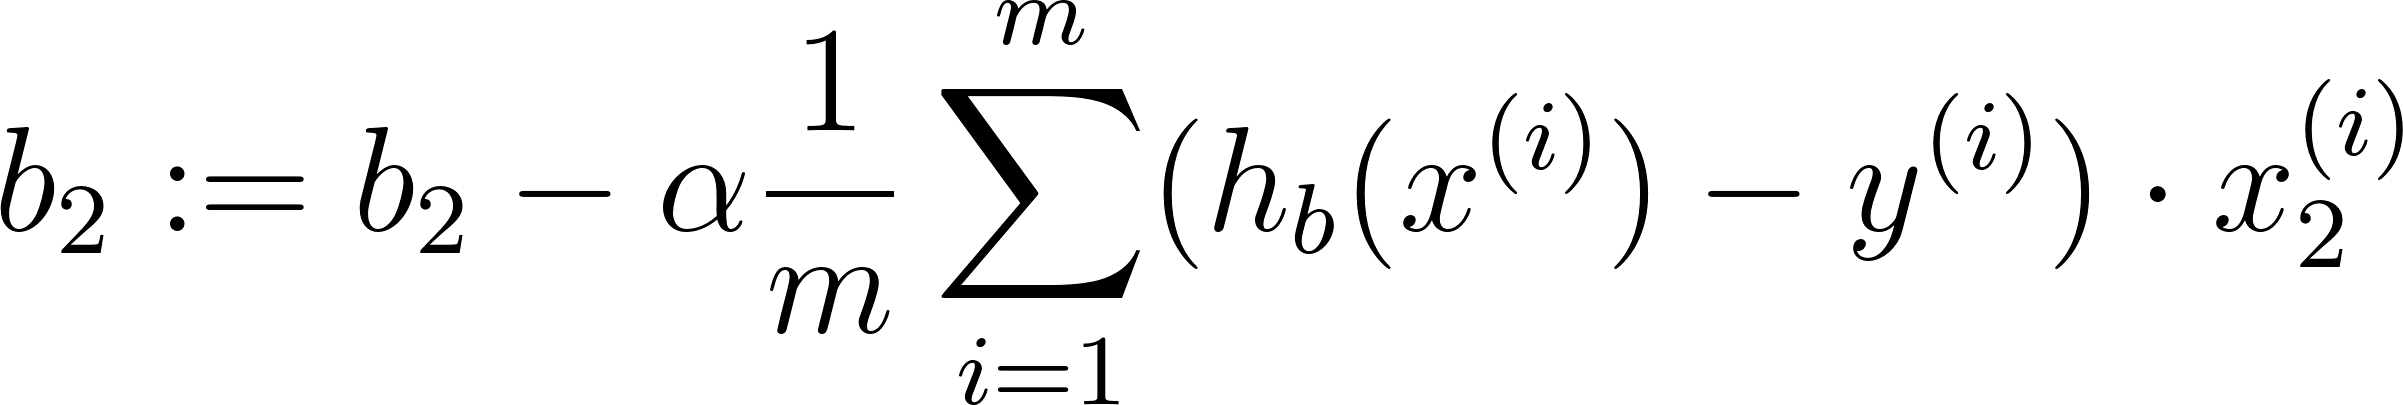 b_2 := b_2 - \alpha \frac{1}{m} \sum_{i=1}^{m} (h_b(x^{(i)}) - y^{(i)}) \cdot x_2^{(i)}